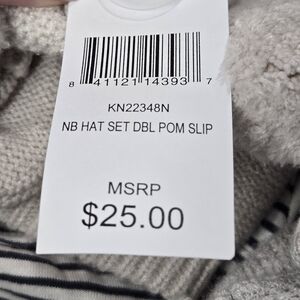 8 41121 14393 7
KN22348N
NB HAT SET DBL POM SLIP
MSRP
$25.00